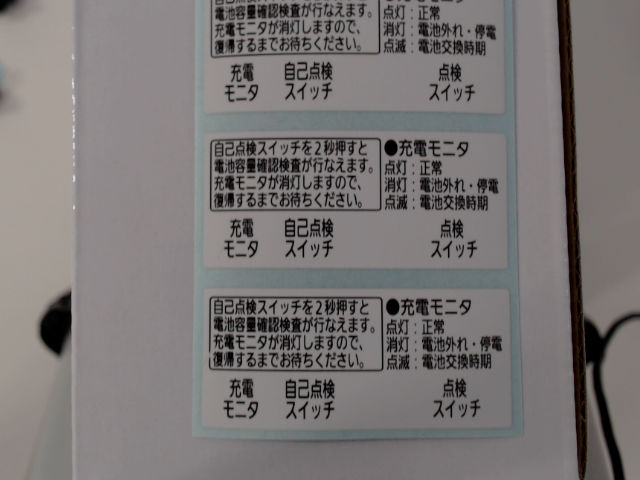 電池容量確認検査が行なえます。
充電モニタが消灯しますので、
復帰するまでお待ちください。
点灯：正常
消灯：電池外れ・停電
点滅：電池交換時期
充電
モニタ
自己点検
スイッチ
点検
スイッチ
自己点検スイッチを2秒押すと
電池容量確認検査が行なえます。
充電モニタが消灯しますので、
復帰するまでお待ちください。
●充電モニタ
点灯：正常
消灯：電池外れ・停電
点滅：電池交換時期
充電
モニタ
自己点検
スイッチ
点検
スイッチ
自己点検スイッチを2秒押すと
電池容量確認検査が行なえます。
充電モニタが消灯しますので、
復帰するまでお待ちください。
●充電モニタ
点灯：正常
消灯：電池外れ・停電
点滅：電池交換時期
充電
モニタ
自己点検
スイッチ
点検
スイッチ